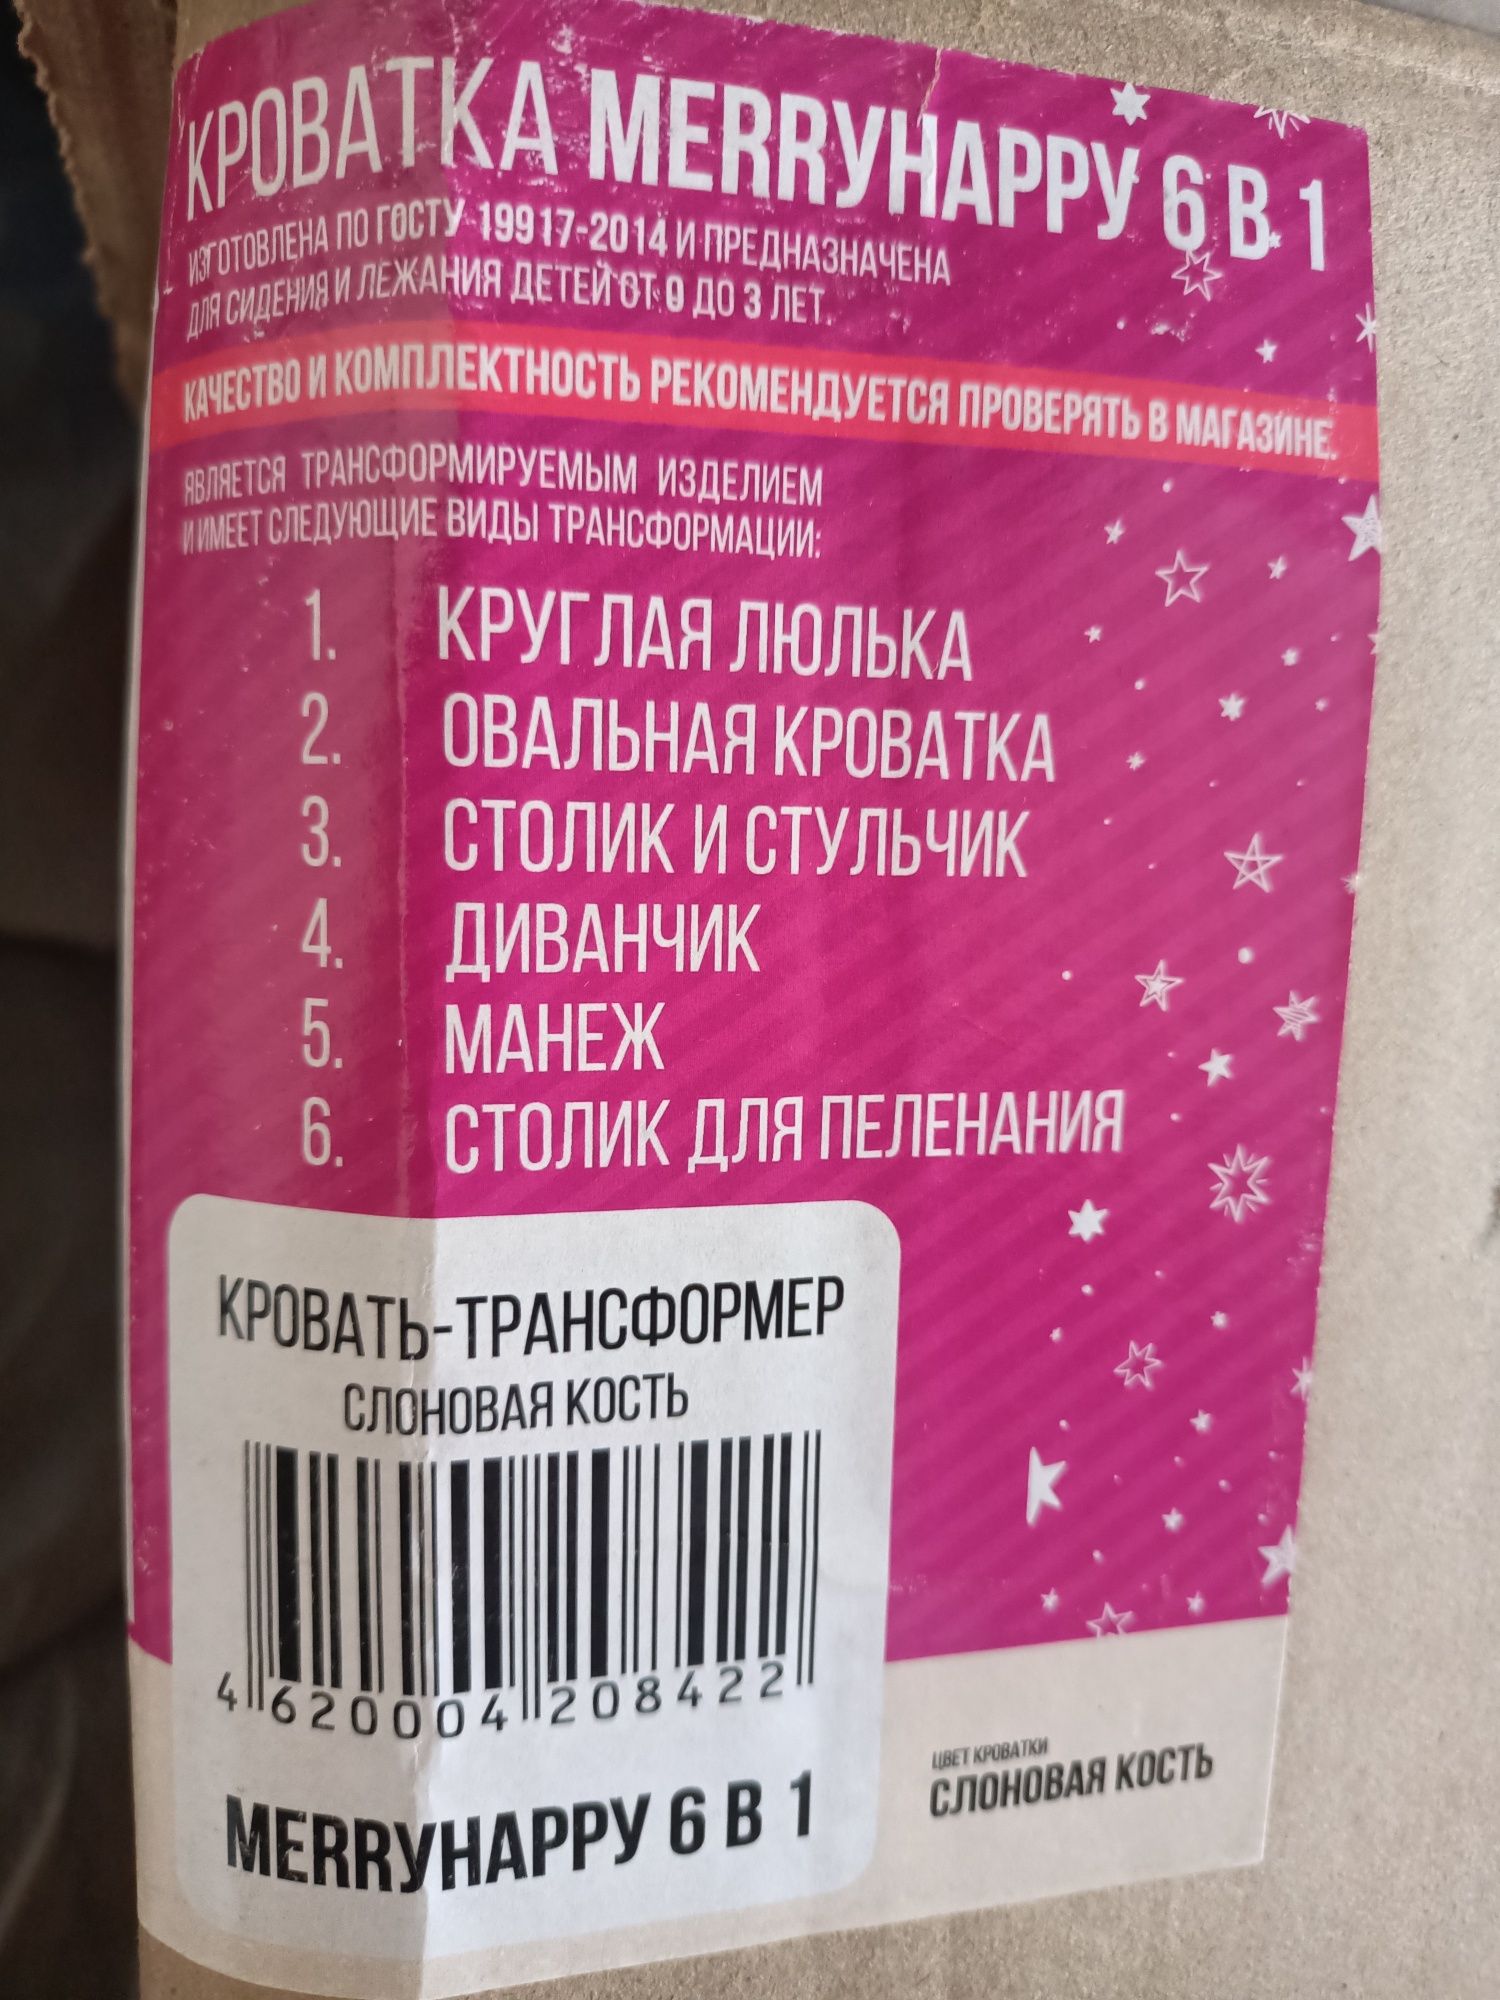 КРОВАТКА MERRYHAPPY 6 В 1
ИЗГОТОВЛЕНА ПО ГОСТУ 19917-2014 И ПРЕДНАЗНАЧЕНА
ДЛЯ СИДЕНИЯ И ЛЕЖАНИЯ ДЕТЕЙ ОТ 0 ДО 3 ЛЕТ.
КАЧЕСТВО И КОМПЛЕКТНОСТЬ РЕКОМЕНДУЕТСЯ ПРОВЕРЯТЬ В МАГАЗИНЕ.
ЯВЛЯЕТСЯ ТРАНСФОРМИРУЕМЫМ ИЗДЕЛИЕМ
И ИМЕЕТ СЛЕДУЮЩИЕ ВИДЫ ТРАНСФОРМАЦИИ:
1. КРУГЛАЯ ЛЮЛЬКА
2. ОВАЛЬНАЯ КРОВАТКА
3. СТОЛИК И СТУЛЬЧИК
4. ДИВАНЧИК
5. МАНЕЖ
6. СТОЛИК ДЛЯ ПЕЛЕНАНИЯ
КРОВАТЬ-ТРАНСФОРМЕР
СЛОНОВАЯ КОСТЬ
4 620004 208422
MERRYHAPPY 6 В 1
ЦВЕТ КРОВАТКИ
СЛОНОВАЯ КОСТЬ